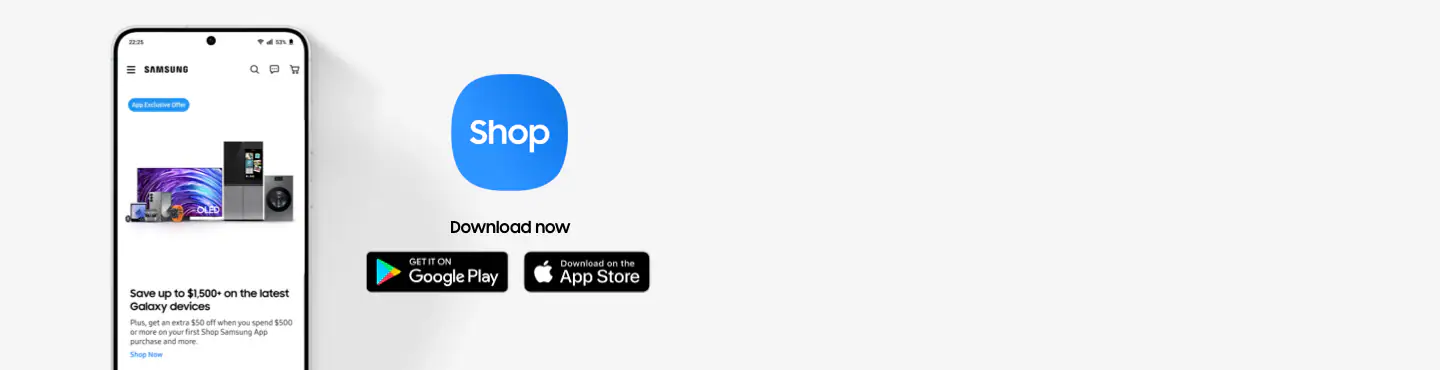 22:25
53%
SAMSUNG
App Exclusive Offer
OLED
Save up to $1,500+ on the latest
Galaxy devices
Plus, get an extra $50 off when you spend $500
or more on your first Shop Samsung App
purchase and more.
Shop Now
Shop
Download now
GET IT ON
Google Play
Download on the
App Store